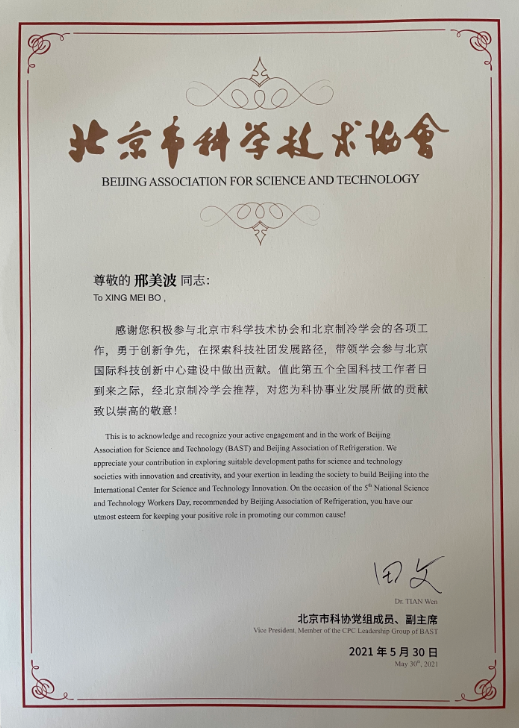 北京市科学技术协會
BEIJING ASSOCIATION FOR SCIENCE AND TECHNOLOGY
尊敬的 邢美波 同志：
To XING MEI BO ,
感谢您积极参与北京市科学技术协会和北京制冷学会的各项工
作，勇于创新争先，在探索科技社团发展路径，带领学会参与北京
国际科技创新中心建设中做出贡献。值此第五个全国科技工作者日
到来之际，经北京制冷学会推荐，对您为科协事业发展所做的贡献
致以崇高的敬意！
This is to acknowledge and recognize your active engagement and in the work of Beijing
Association for Science and Technology (BAST) and Beijing Association of Refrigeration. We
appreciate your contribution in exploring suitable development paths for science and technology
societies with innovation and creativity, and your exertion in leading the society to build Beijing into the
International Center for Science and Technology Innovation. On the occasion of the 5th National Science
and Technology Workers Day, recommended by Beijing Association of Refrigeration, you have our
utmost esteem for keeping your positive role in promoting our common cause!
田文
Dr. TIAN Wen
北京市科协党组成员、副主席
Vice President, Member of the CPC Leadership Group of BAST
2021 年 5 月 30 日
May 30th, 2021